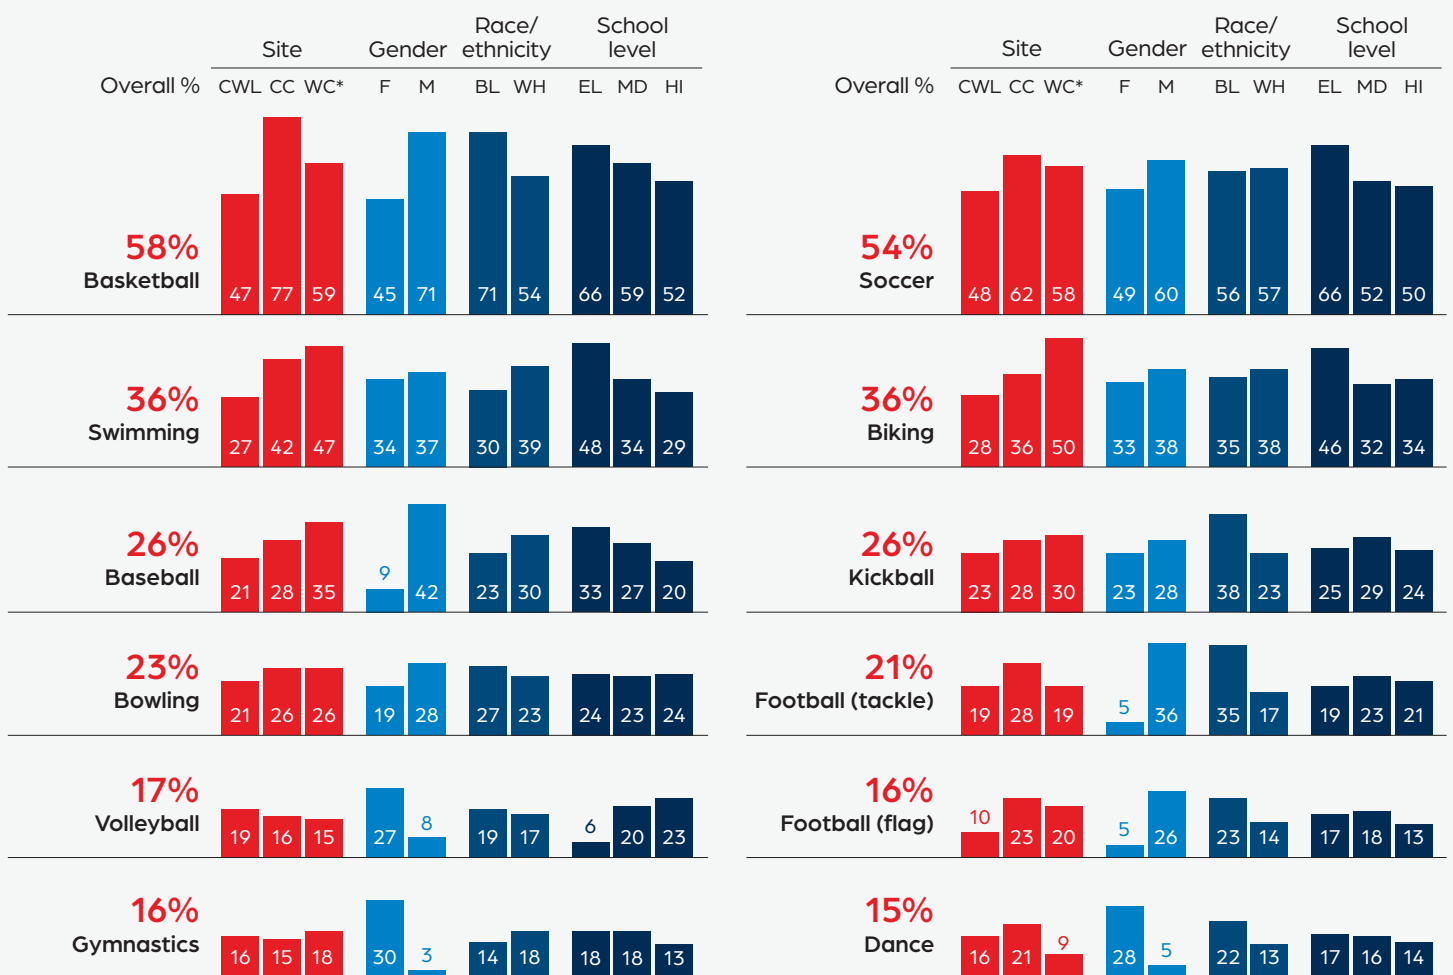 Site Gender Race/ethnicity School level
Overall % CWL CC WC* F M BL WH EL MD HI
58%
Basketball
47 77 59 45 71 71 54 66 59 52
36%
Swimming
27 42 47 34 37 30 39 48 34 29
26%
Baseball
21 28 35 9 42 23 30 33 27 20
23%
Bowling
21 26 26 19 28 27 23 24 23 24
17%
Volleyball
19 16 15 27 8 19 17 6 20 23
16%
Gymnastics
16 15 18 30 3 14 18 18 18 13
Site Gender Race/ethnicity School level
Overall % CWL CC WC* F M BL WH EL MD HI
54%
Soccer
48 62 58 49 60 56 57 66 52 50
36%
Biking
28 36 50 33 38 35 38 46 32 34
26%
Kickball
23 28 30 23 28 38 23 25 29 24
21%
Football (tackle)
19 28 19 5 36 35 17 19 23 21
16%
Football (flag)
10 23 20 5 26 23 14 17 18 13
15%
Dance
16 21 9 28 5 22 13 17 16 14